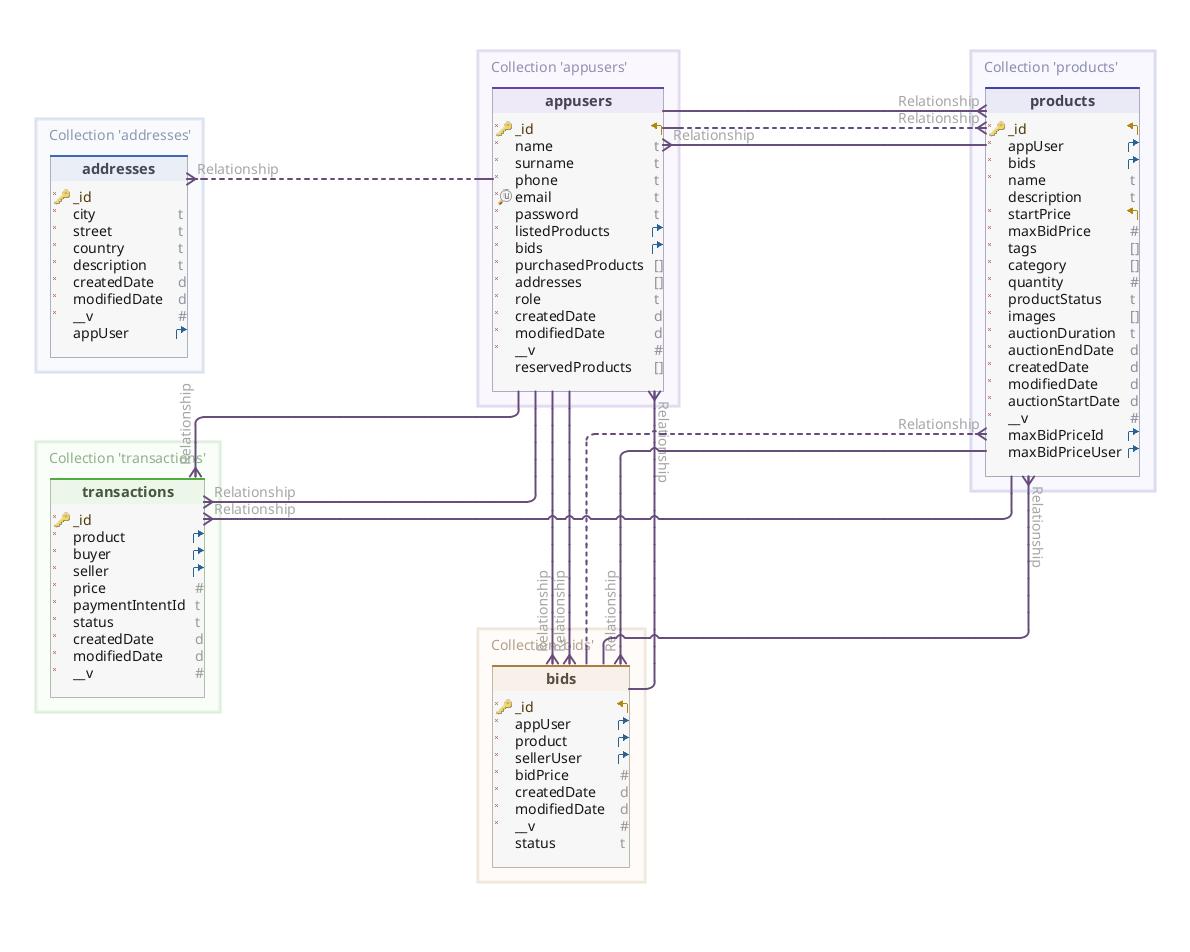 Collection 'appusers'
appusers
_id
name t
surname t
phone t
email t
password t
listedProducts
bids
purchasedProducts []
addresses []
role t
createdDate d
modifiedDate d
__v #
reservedProducts []
Collection 'products'
products
_id
appUser
bids
name t
description t
startPrice
maxBidPrice #
tags []
category []
quantity #
productStatus t
images []
auctionDuration t
auctionEndDate d
createdDate d
modifiedDate d
auctionStartDate d
__v #
maxBidPriceId
maxBidPriceUser
Relationship
Relationship
Relationship
Collection 'addresses'
addresses
_id
city t
street t
country t
description t
createdDate d
modifiedDate d
__v #
appUser
Relationship
Relationship
Relationship
Relationship
Collection 'transactions'
transactions
_id
product
buyer
seller
price #
paymentIntentId t
status t
createdDate d
modifiedDate d
__v #
Relationship
Relationship
Relationship
Relationship
Relationship
Relationship
Collection 'bids'
bids
_id
appUser
product
sellerUser
bidPrice #
createdDate d
modifiedDate d
__v #
status t